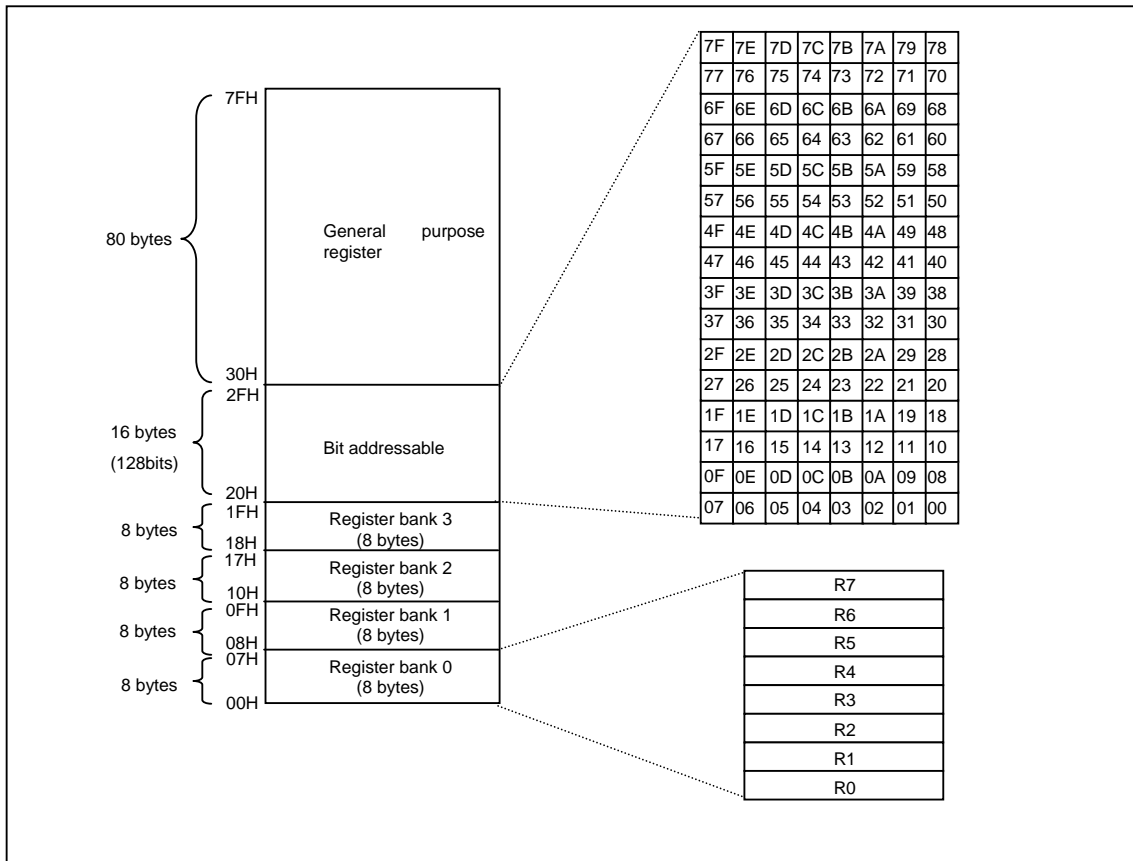 7FH
80 bytes
General purpose
register
30H
2FH
16 bytes
(128bits)
Bit addressable
20H
1FH
8 bytes
Register bank 3
(8 bytes)
18H
17H
8 bytes
Register bank 2
(8 bytes)
10H
0FH
8 bytes
Register bank 1
(8 bytes)
08H
07H
8 bytes
Register bank 0
(8 bytes)
00H
7F 7E 7D 7C 7B 7A 79 78
77 76 75 74 73 72 71 70
6F 6E 6D 6C 6B 6A 69 68
67 66 65 64 63 62 61 60
5F 5E 5D 5C 5B 5A 59 58
57 56 55 54 53 52 51 50
4F 4E 4D 4C 4B 4A 49 48
47 46 45 44 43 42 41 40
3F 3E 3D 3C 3B 3A 39 38
37 36 35 34 33 32 31 30
2F 2E 2D 2C 2B 2A 29 28
27 26 25 24 23 22 21 20
1F 1E 1D 1C 1B 1A 19 18
17 16 15 14 13 12 11 10
0F 0E 0D 0C 0B 0A 09 08
07 06 05 04 03 02 01 00
R7
R6
R5
R4
R3
R2
R1
R0